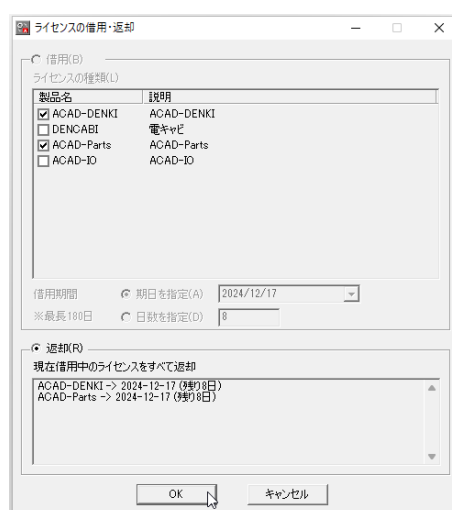 ライセンスの借用・返却
借用(B)
ライセンスの種類(L)
製品名 説明
ACAD-DENKI ACAD-DENKI
DENCABI 電キャビ
ACAD-Parts ACAD-Parts
ACAD-IO ACAD-IO
借用期間 期日を指定(A) 2024/12/17
※最長180日 日数を指定(D) 8
返却(R)
現在借用中のライセンスをすべて返却
ACAD-DENKI -> 2024-12-17 (残り8日)
ACAD-Parts -> 2024-12-17 (残り8日)
OK キャンセル